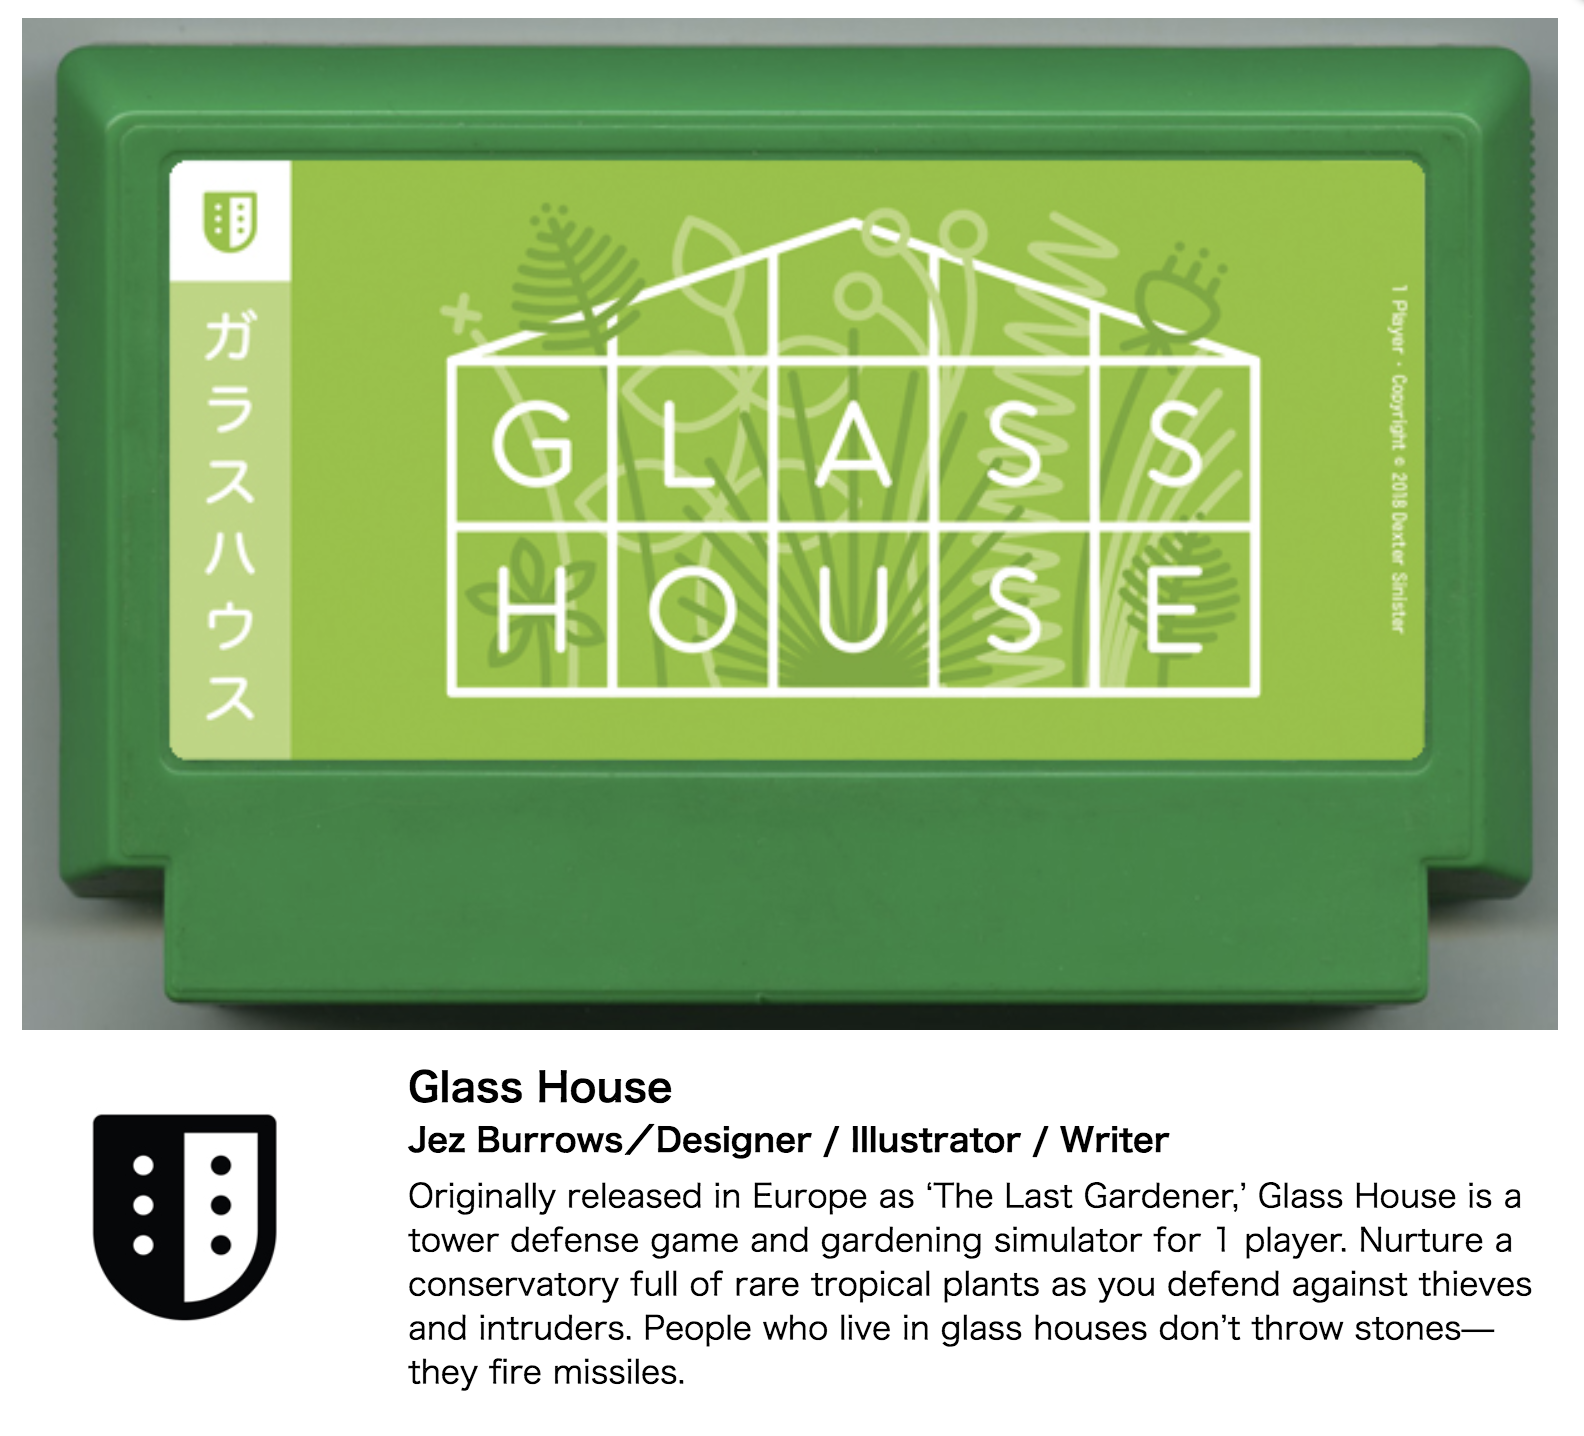 ガラスハウス
GLASS
HOUSE
1 Player · Copyright © 2018 Dexter Sinister
Glass House
Jez Burrows／Designer / Illustrator / Writer
Originally released in Europe as ‘The Last Gardener,’ Glass House is a
tower defense game and gardening simulator for 1 player. Nurture a
conservatory full of rare tropical plants as you defend against thieves
and intruders. People who live in glass houses don’t throw stones—
they fire missiles.